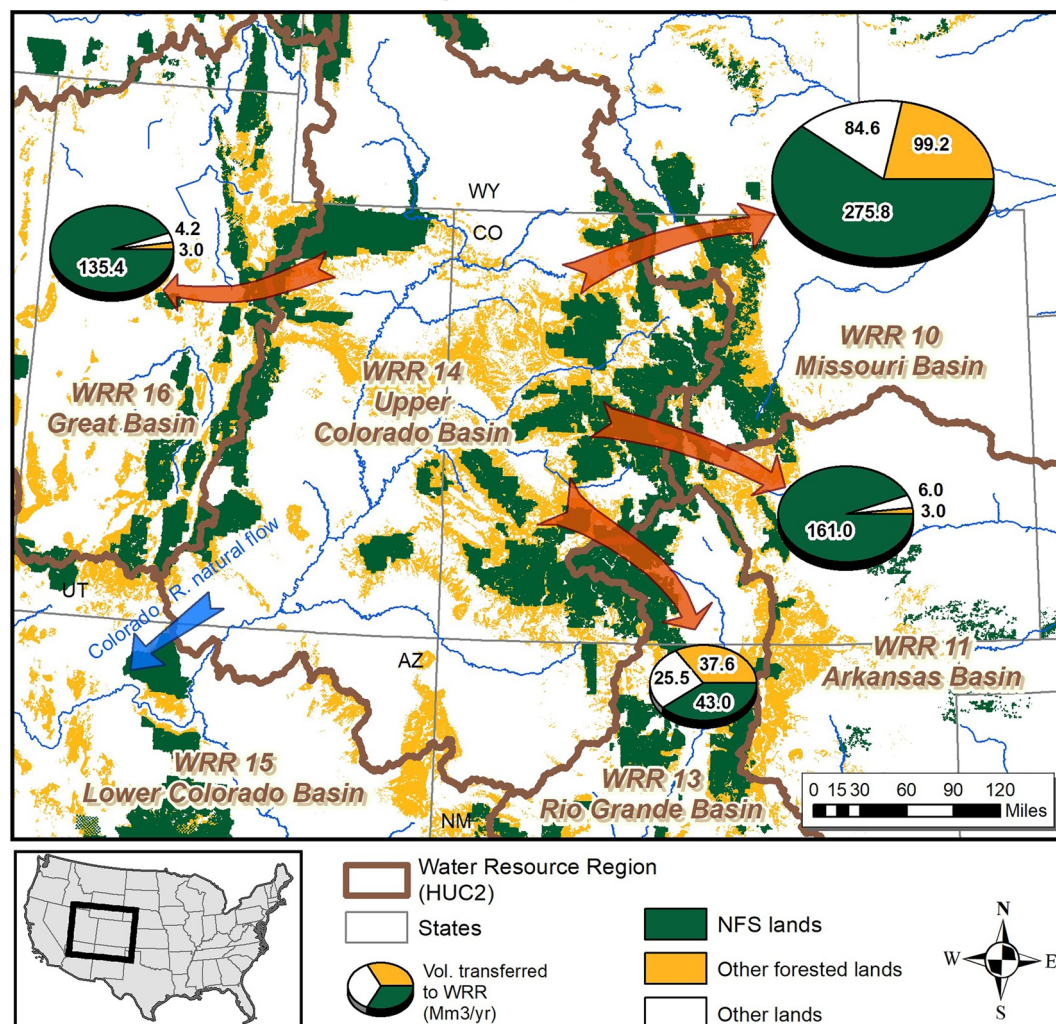 84.6
99.2
275.8
WY
CO
4.2
3.0
135.4
WRR 10
Missouri Basin
WRR 16
Great Basin
WRR 14
Upper
Colorado Basin
6.0
3.0
161.0
UT
Colorado R. natural flow
AZ
WRR 11
Arkansas Basin
37.6
25.5
43.0
WRR 15
Lower Colorado Basin
WRR 13
Rio Grande Basin
NM
0 15 30 60 90 120
Miles
Water Resource Region
(HUC2)
States
Vol. transferred
to WRR
(Mm3/yr)
NFS lands
Other forested lands
Other lands
N
W E
S